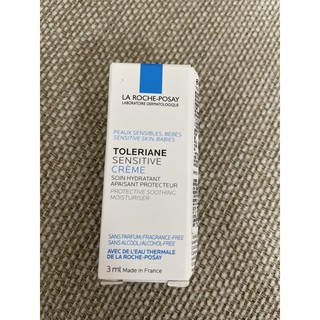 LA ROCHE-POSAY
LABORATOIRE DERMATOLOGIQUE
PEAUX SENSIBLES, BÉBÉS
SENSITIVE SKIN, BABIES
TOLERIANE
SENSITIVE
CRÈME
SOIN HYDRATANT
APAISANT PROTECTEUR
PROTECTIVE SOOTHING
MOISTURISER
SANS PARFUM/FRAGRANCE-FREE
SANS ALCOOL/ALCOHOL-FREE
AVEC DE L'EAU THERMALE
DE LA ROCHE-POSAY
3 ml Made in France